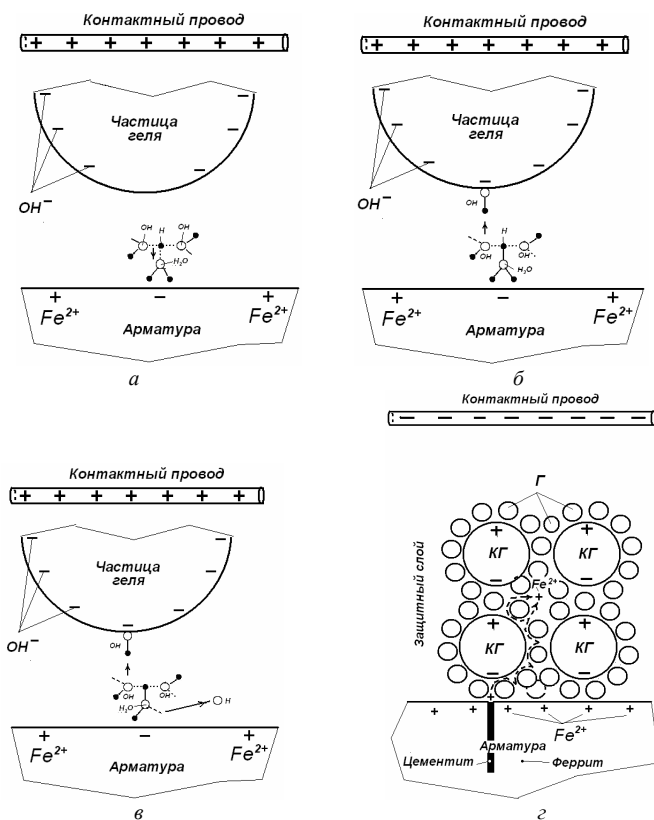 Контактный провод
+ + + + + + +
Частица
геля
OH⁻
OH
H
OH
H₂O
+ − +
Fe²⁺
Fe²⁺
Арматура
а
Контактный провод
+ + + + + + +
Частица
геля
OH⁻
OH
H
OH
OH
H₂O
+ − +
Fe²⁺
Fe²⁺
Арматура
б
Контактный провод
+ + + + + + +
Частица
геля
OH⁻
OH
OH
OH
H₂O
H
+ − +
Fe²⁺
Fe²⁺
Арматура
в
Контактный провод
− − − − − − − − −
Г
Защитный слой
КГ
КГ
Fe²⁺
КГ
КГ
Fe²⁺
Арматура
Цементит
Феррит
г